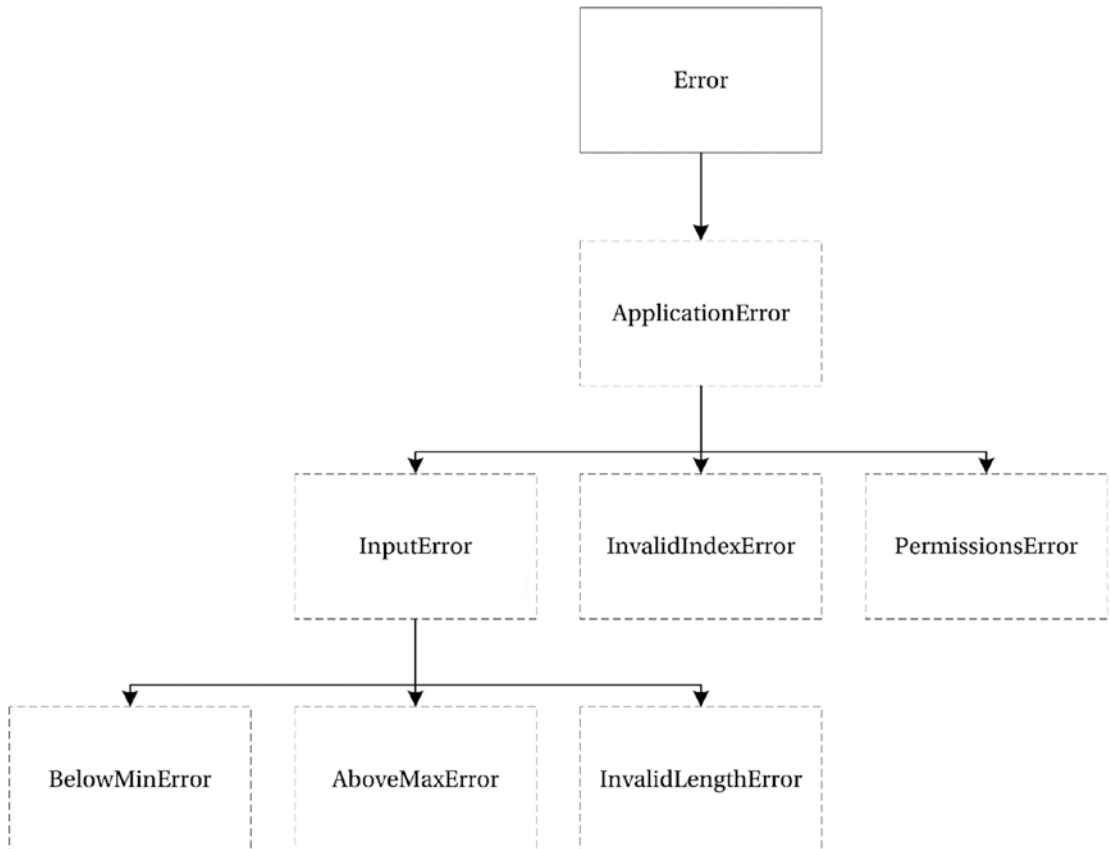 Error
ApplicationError
InputError
InvalidIndexError
PermissionsError
BelowMinError
AboveMaxError
InvalidLengthError